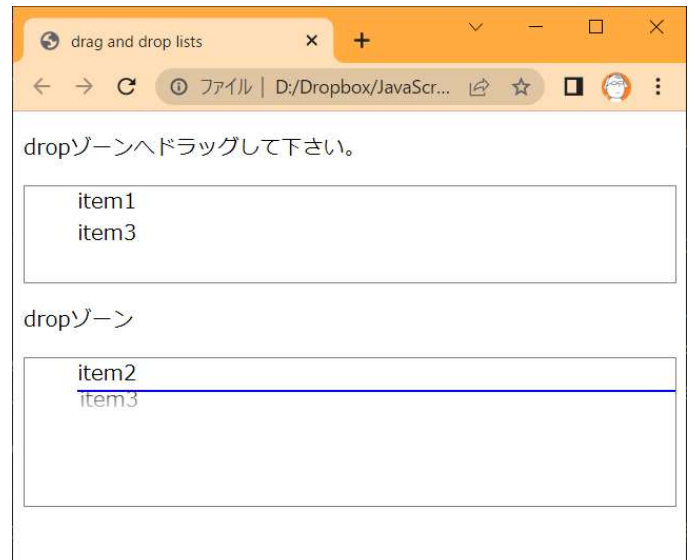 drag and drop lists
ファイル | D:/Dropbox/JavaScr...
dropゾーンへドラッグして下さい。
item1
item3
dropゾーン
item2
item3